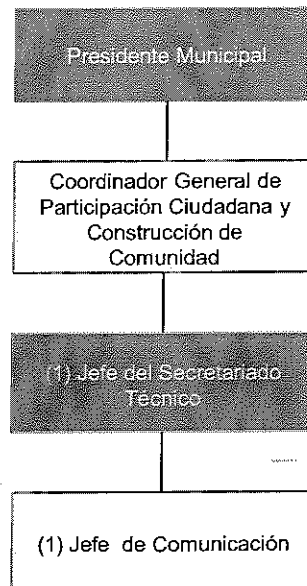 Presidente Municipal
Coordinador General de
Participación Ciudadana y
Construcción de
Comunidad
(1) Jefe del Secretariado
Técnico
(1) Jefe de Comunicación